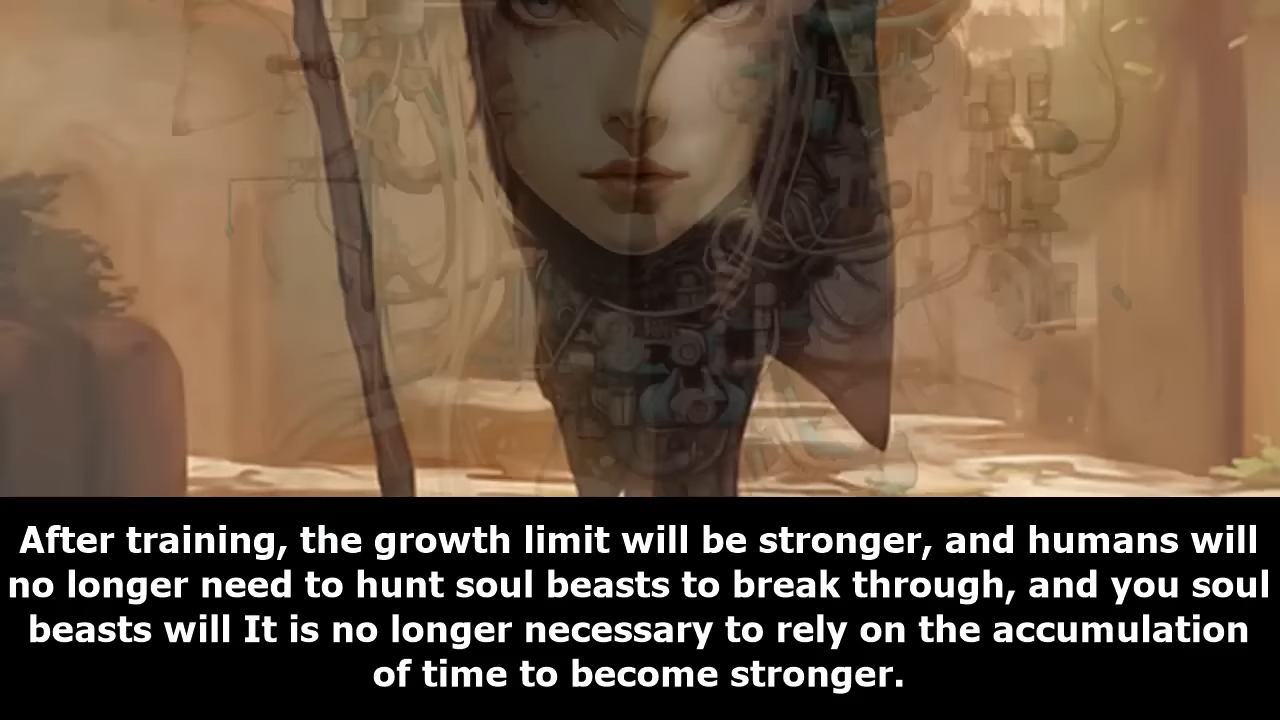 After training, the growth limit will be stronger, and humans will
no longer need to hunt soul beasts to break through, and you soul
beasts will It is no longer necessary to rely on the accumulation
of time to become stronger.